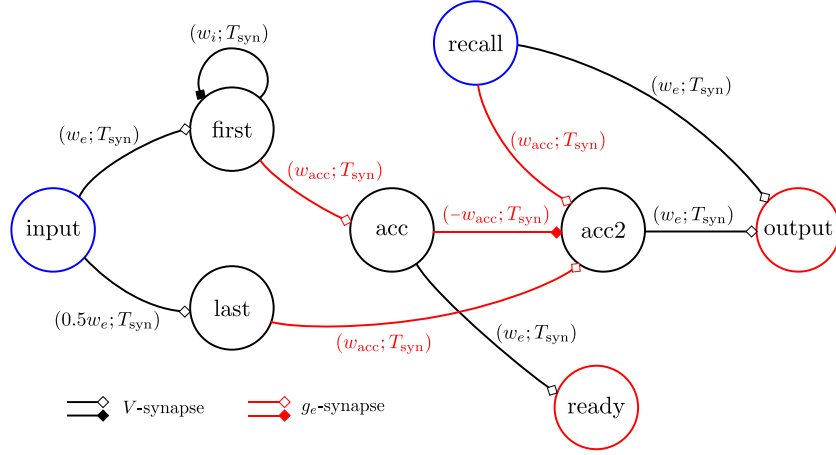 (w_i; T_syn)
recall
(w_e; T_syn)
first
(w_e; T_syn)
(w_acc; T_syn)
(w_acc; T_syn)
input
acc
(-w_acc; T_syn)
acc2
(w_e; T_syn)
output
last
(0.5w_e; T_syn)
(w_acc; T_syn)
(w_e; T_syn)
V-synapse
g_e-synapse
ready